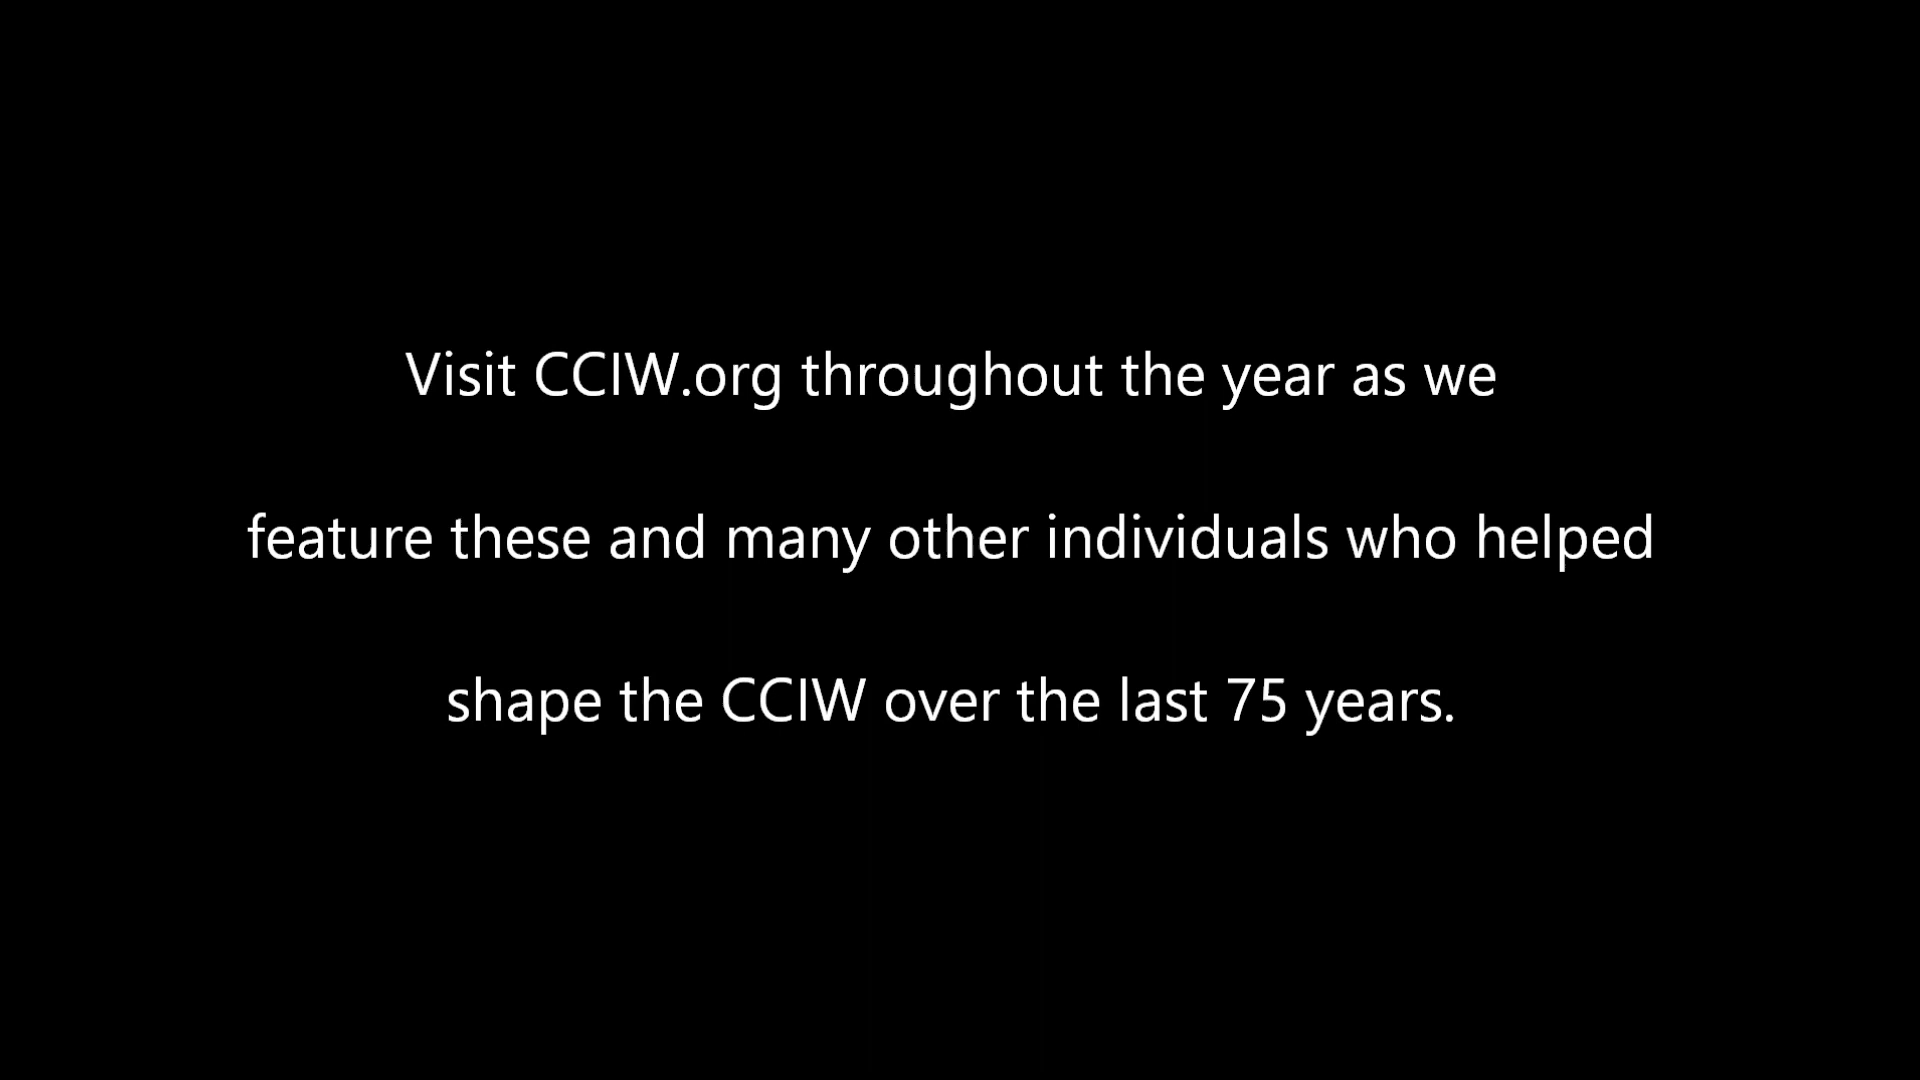 Visit CCIW.org throughout the year as we
feature these and many other individuals who helped
shape the CCIW over the last 75 years.